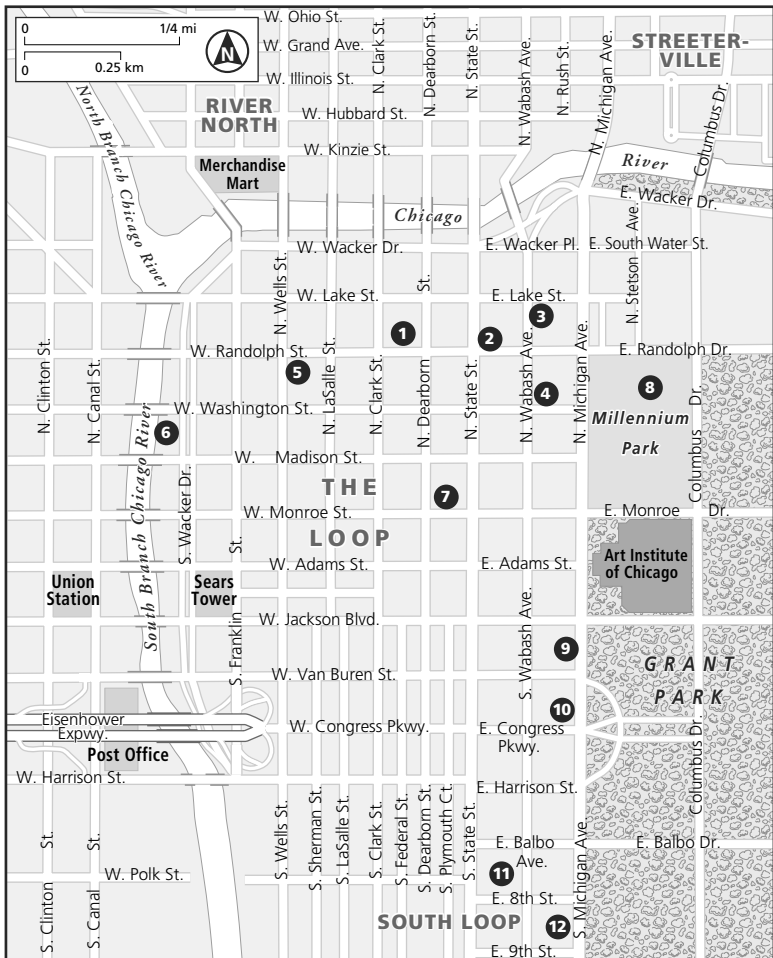 0 1/4 mi
0 0.25 km
N
W. Ohio St.
W. Grand Ave.
W. Illinois St.
W. Hubbard St.
W. Kinzie St.
N. Clark St.
N. Dearborn St.
N. State St.
N. Wabash Ave.
N. Rush St.
N. Michigan Ave.
STREETER-
VILLE
Columbus Dr.
RIVER
NORTH
North Branch Chicago River
Merchandise
Mart
Chicago
River
E. Wacker Dr.
W. Wacker Dr.
E. Wacker Pl.
E. South Water St.
N. Stetson Ave.
N. Wells St.
W. Lake St.
St.
E. Lake St.
1
2
3
W. Randolph St.
E. Randolph Dr.
N. Clinton St.
N. Canal St.
5
N. LaSalle St.
N. Clark St.
N. Dearborn
N. State St.
N. Wabash Ave.
4
N. Michigan Ave.
8
Millennium
Park
Columbus Dr.
W. Washington St.
6
W. Madison St.
THE
7
LOOP
W. Monroe St.
E. Monroe Dr.
South Branch Chicago River
S. Wacker Dr.
S. Franklin St.
W. Adams St.
E. Adams St.
Art Institute
of Chicago
Union
Station
Sears
Tower
W. Jackson Blvd.
S. Wabash Ave.
9
GRANT
PARK
W. Van Buren St.
10
Eisenhower
Expwy.
W. Congress Pkwy.
E. Congress
Pkwy.
Columbus Dr.
Post Office
W. Harrison St.
E. Harrison St.
S. Wells St.
S. Sherman St.
S. LaSalle St.
S. Clark St.
S. Federal St.
S. Dearborn St.
S. Plymouth Ct.
S. State St.
E. Balbo
Ave.
E. Balbo Dr.
S. Michigan Ave.
S. Clinton St.
S. Canal St.
W. Polk St.
11
E. 8th St.
SOUTH LOOP
12
E. 9th St.